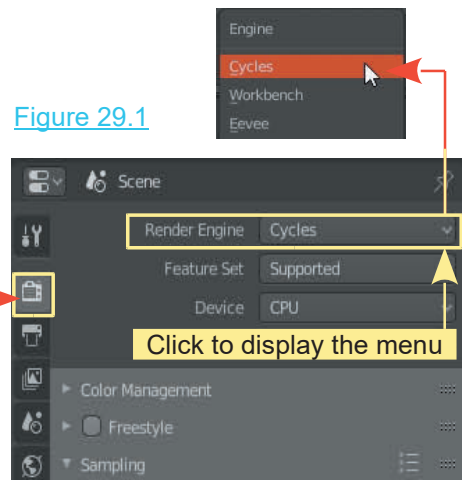 Engine
Cycles
Workbench
Eevee
Figure 29.1
Scene
Render Engine Cycles
Feature Set Supported
Device CPU
Click to display the menu
Color Management
Freestyle
Sampling